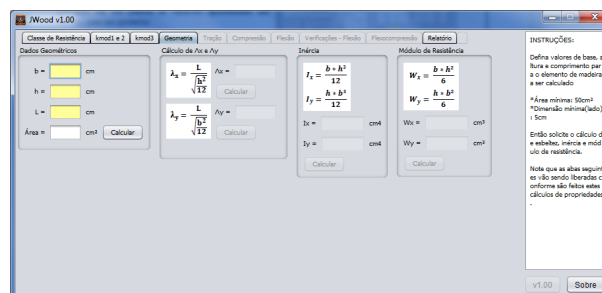 JWood v1.00
Classe de Resistência kmod1 e 2 kmod3 Geometria Tração Compressão Flexão Verificações - Flexão Flexocompressão Relatório
Dados Geométricos
b = cm
h = cm
L = cm
Área = cm² Calcular
Cálculo de Λx e Λy
λx = L / √(h²/12) Λx =
Calcular
λy = L / √(b²/12) Λy =
Calcular
Inércia
Ix = b * h³ / 12
Iy = h * b³ / 12
Ix = cm4
Iy = cm4
Calcular
Módulo de Resistência
Wx = b * h² / 6
Wy = h * b² / 6
Wx = cm³
Wy = cm³
Calcular
INSTRUÇÕES:
Defina valores de base, a
ltura e comprimento par
a o elemento de madeira
a ser calculado
*Área mínima: 50cm²
*Dimensão mínima(lado)
: 5cm
Então solicite o cálculo d
e esbeltez, inércia e mód
ulo de resistência.
Note que as abas seguint
es vão sendo liberadas c
onforme são feitos estes
cálculos de propriedades
.
v1.00 Sobre